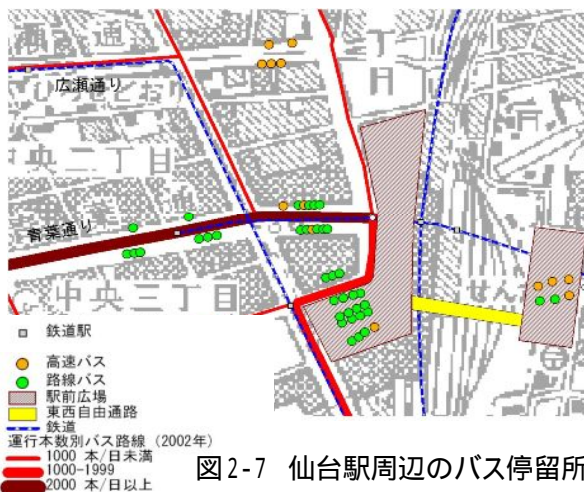 広瀬通り
中央二丁目
青葉通り
中央三丁目
鉄道駅
高速バス
路線バス
駅前広場
東西自由通路
鉄道
運行本数別バス路線（2002年）
1000 本/日未満
1000-1999
2000 本/日以上
図2-7 仙台駅周辺のバス停留所